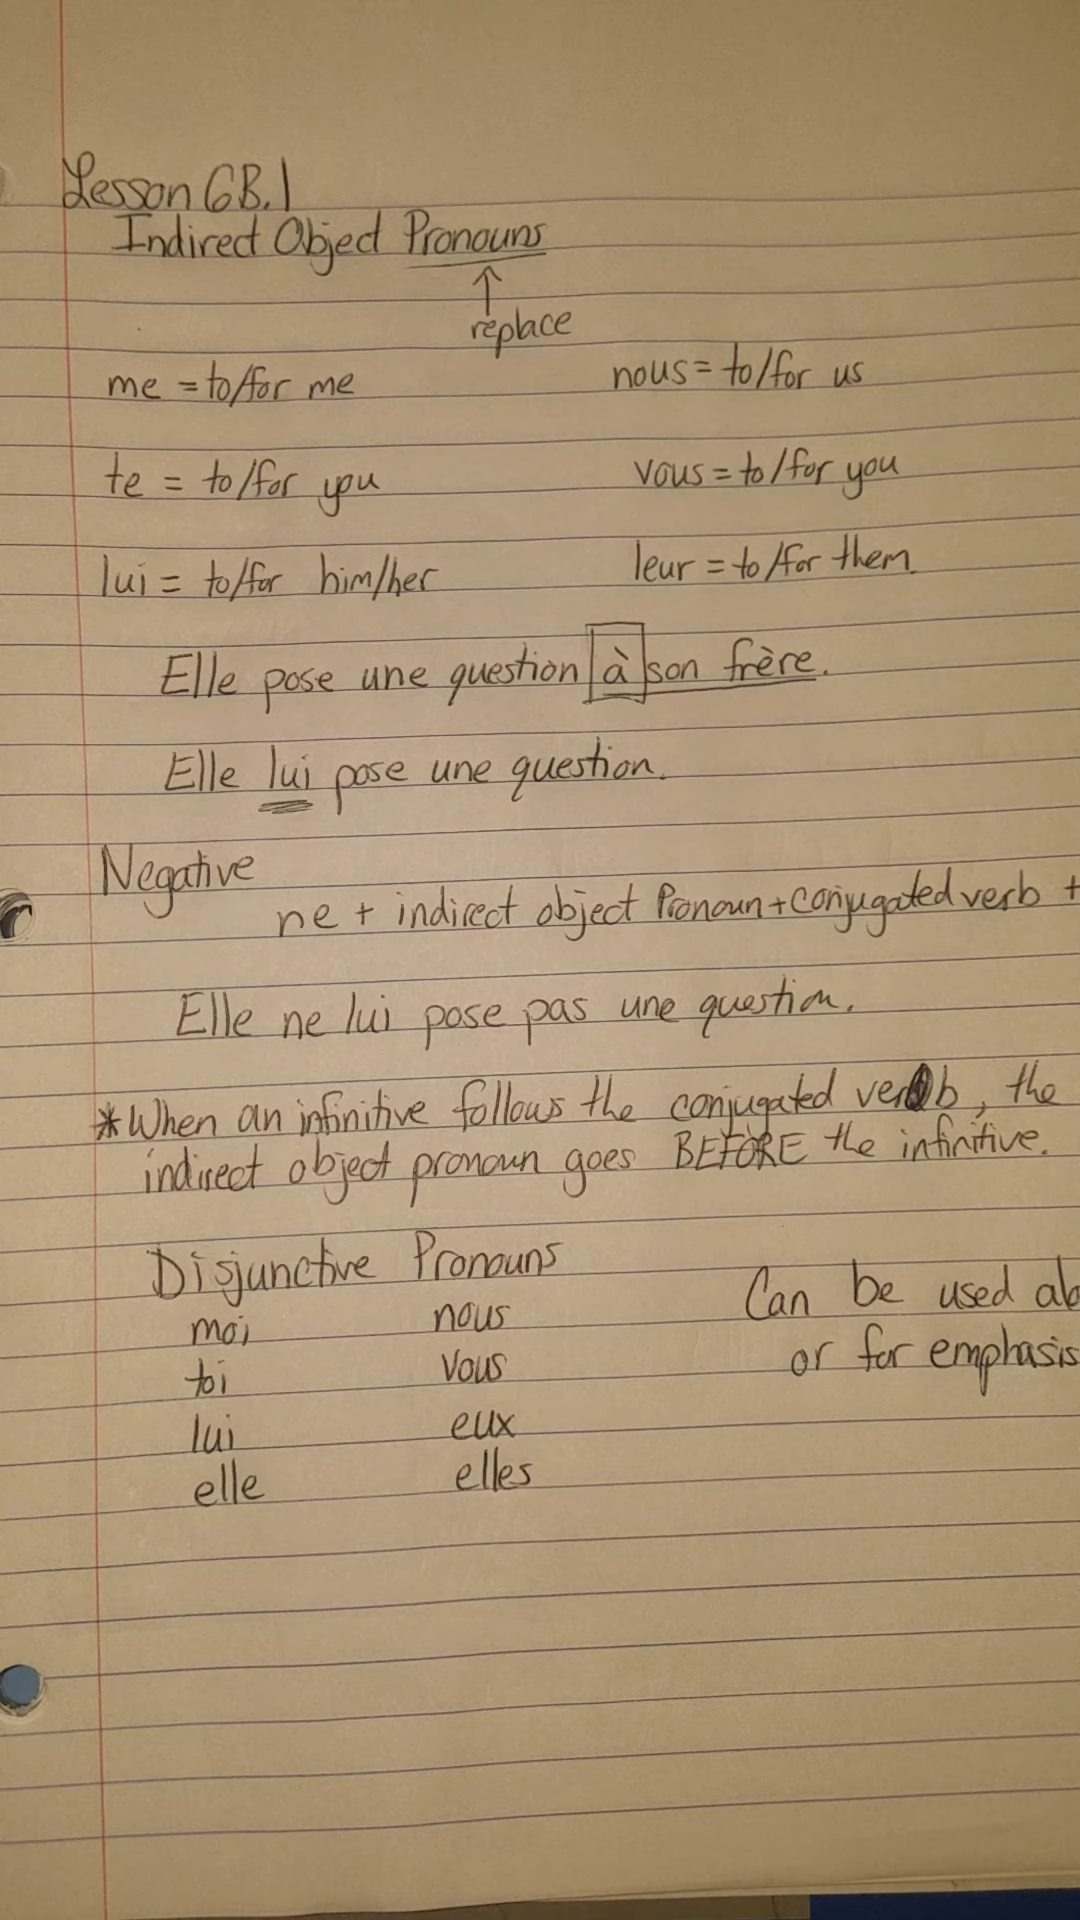 Lesson 6B.1
Indirect Object Pronouns
↑
replace
me = to/for me nous = to/for us
te = to/for you vous = to/for you
lui = to/for him/her leur = to/for them
Elle pose une question à son frère.
Elle lui pose une question.
Negative
ne + indirect object Pronoun + conjugated verb +
Elle ne lui pose pas une question.
*When an infinitive follows the conjugated verb, the
indirect object pronoun goes BEFORE the infinitive.
Disjunctive Pronouns
moi nous Can be used
toi vous or for emphasis
lui eux
elle elles